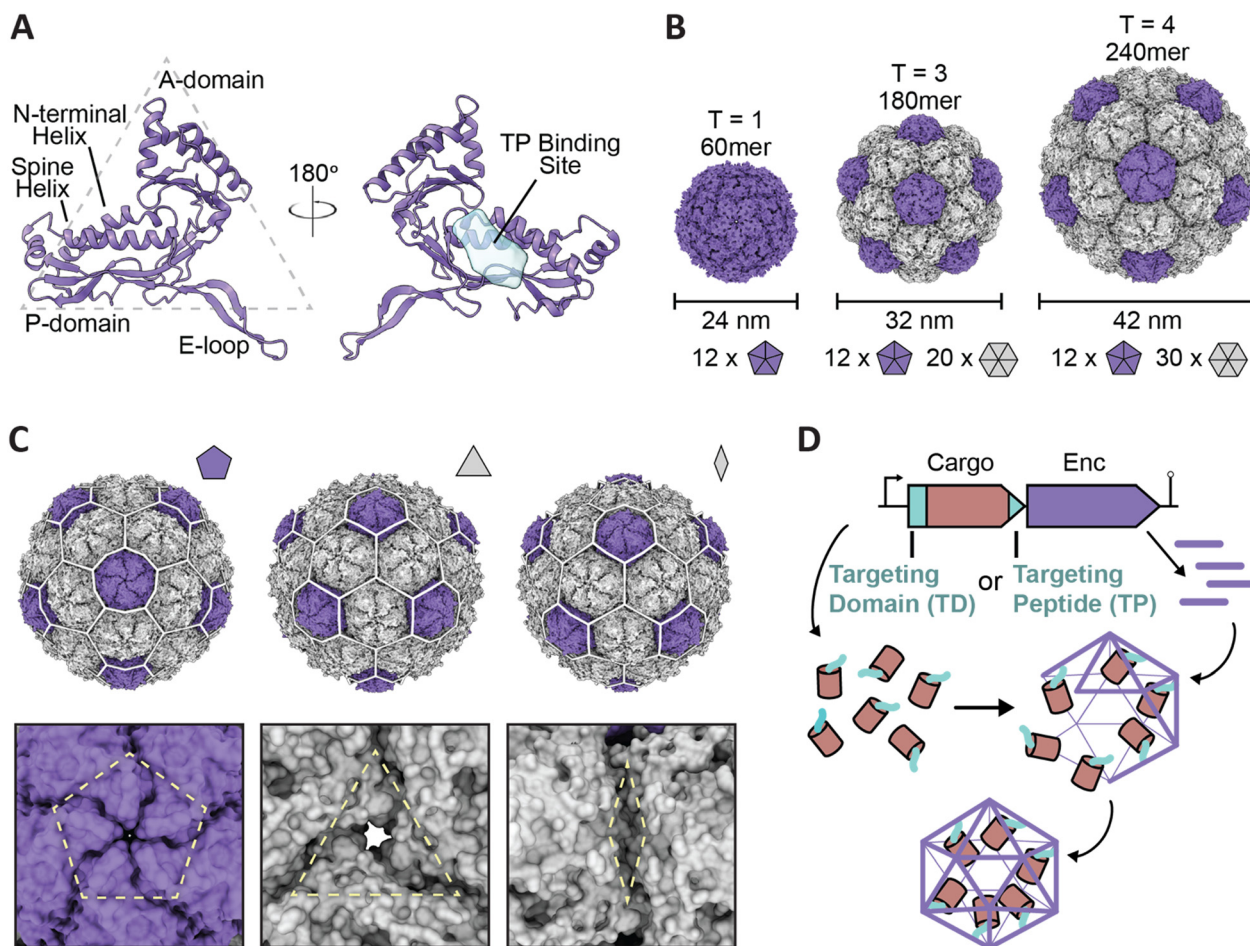 A
A-domain
N-terminal
Helix
Spine
Helix
P-domain
E-loop
180º
TP Binding
Site
B
T = 1
60mer
T = 3
180mer
T = 4
240mer
24 nm
32 nm
42 nm
12 x
12 x
20 x
12 x
30 x
C
D
Cargo
Enc
Targeting
Domain (TD)
or
Targeting
Peptide (TP)